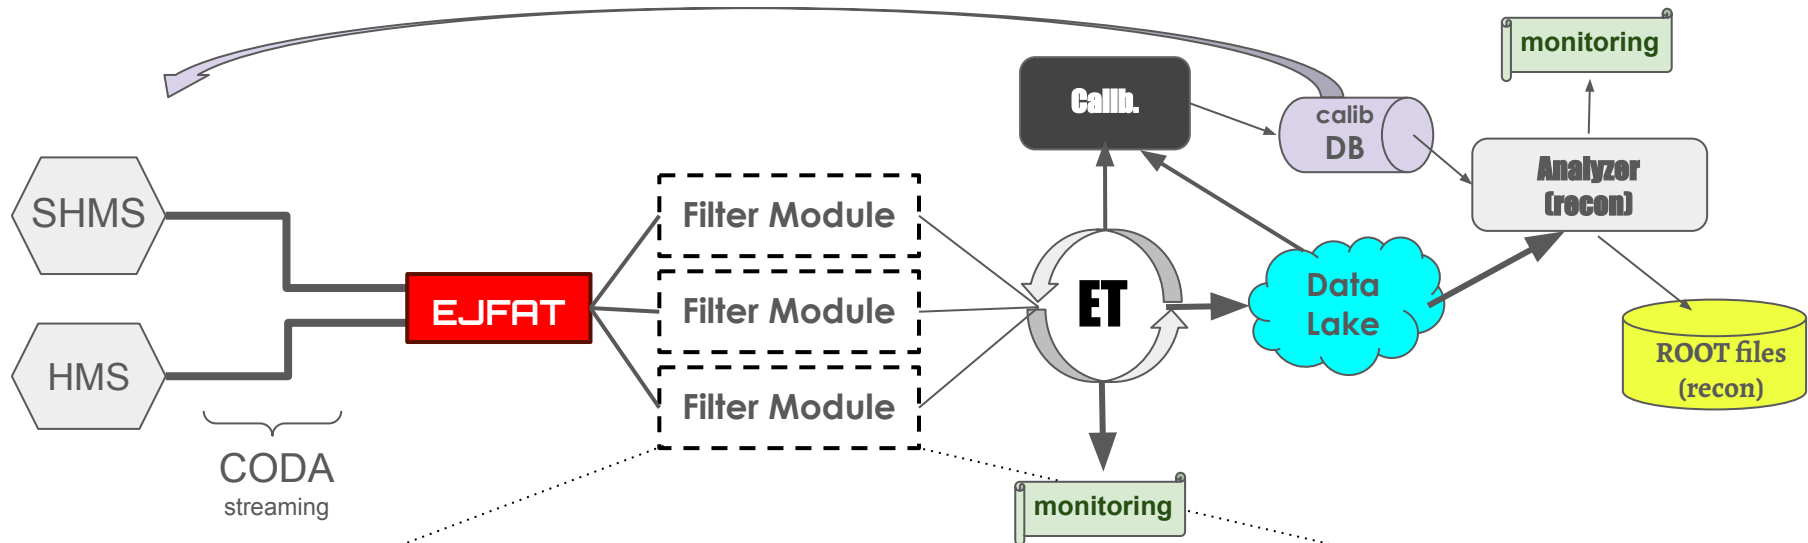 monitoring
Calib.
calib
DB
Analyzer
(recon)
SHMS
Filter Module
EJFAT
Filter Module
ET
Data
Lake
HMS
Filter Module
ROOT files
(recon)
CODA
streaming
monitoring